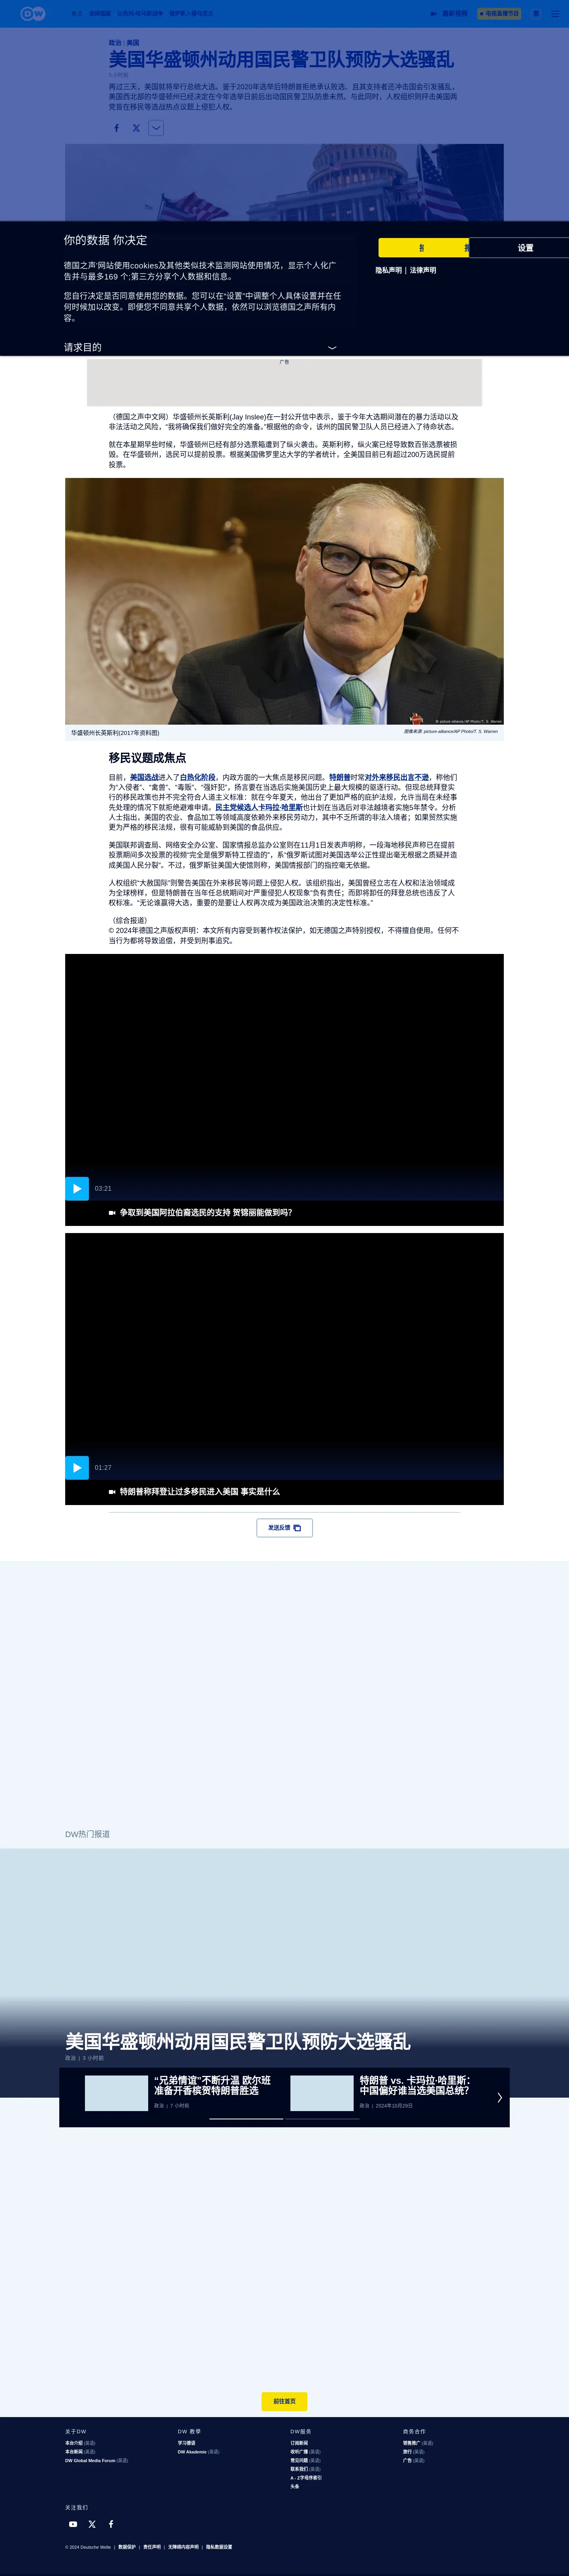 DW
最新视频
电视直播节目
政治 | 美国
美国华盛顿州动用国民警卫队预防大选骚乱
3 小时前
再过三天，美国就将举行总统大选。鉴于2020年选举后特朗普拒绝承认败选、且其支持者还冲击国会引发骚乱，
美国西北部的华盛顿州已经决定在今年选举日前后出动国民警卫队防患未然。与此同时，人权组织则抨击美国两
党皆在移民等选战热点议题上侵犯人权。
你的数据 你决定
设置
德国之声¹网站使用cookies及其他类似技术监测网站使用情况，显示个人化广
告并与最多169 个;第三方分享个人数据和信息。
隐私声明 | 法律声明
您自行决定是否同意使用您的数据。您可以在“设置”中调整个人具体设置并在任
何时候加以改变。即使您不同意共享个人数据，依然可以浏览德国之声所有内
容。
请求目的
广告
（德国之声中文网）华盛顿州长英斯利(Jay Inslee)在一封公开信中表示，鉴于今年大选期间潜在的暴力活动以及
非法活动之风险，“我将确保我们做好完全的准备。”根据他的命令，该州的国民警卫队人员已经进入了待命状态。
就在本星期早些时候，华盛顿州已经有部分选票箱遭到了纵火袭击。英斯利称，纵火案已经导致数百张选票被损
毁。在华盛顿州，选民可以提前投票。根据美国佛罗里达大学的学者统计，全美国目前已有超过200万选民提前
投票。
© picture-alliance/AP Photo/T. S. Warren
华盛顿州长英斯利(2017年资料图)
图像来源: picture-alliance/AP Photo/T. S. Warren
移民议题成焦点
目前，美国选战进入了白热化阶段，内政方面的一大焦点是移民问题。特朗普时常对外来移民出言不逊，称他们
为“入侵者”、“禽兽”、“毒贩”、“强奸犯”，扬言要在当选后实施美国历史上最大规模的驱逐行动。但现总统拜登实
行的移民政策也并不完全符合人道主义标准：就在今年夏天，他出台了更加严格的庇护法规，允许当局在未经事
先处理的情况下就拒绝避难申请。民主党候选人卡玛拉·哈里斯也计划在当选后对非法越境者实施5年禁令。分析
人士指出，美国的农业、食品加工等领域高度依赖外来移民劳动力，其中不乏所谓的非法入境者；如果贸然实施
更为严格的移民法规，很有可能威胁到美国的食品供应。
美国联邦调查局、网络安全办公室、国家情报总监办公室则在11月1日发表声明称，一段海地移民声称已在提前
投票期间多次投票的视频“完全是俄罗斯特工捏造的”，系“俄罗斯试图对美国选举公正性提出毫无根据之质疑并造
成美国人民分裂”。不过，俄罗斯驻美国大使馆则称，美国情报部门的指控毫无依据。
人权组织“大赦国际”则警告美国在外来移民等问题上侵犯人权。该组织指出，美国曾经立志在人权和法治领域成
为全球榜样，但是特朗普在当年任总统期间对“严重侵犯人权现象”负有责任；而即将卸任的拜登总统也违反了人
权标准。“无论谁赢得大选，重要的是要让人权再次成为美国政治决策的决定性标准。”
（综合报道）
© 2024年德国之声版权声明：本文所有内容受到著作权法保护，如无德国之声特别授权，不得擅自使用。任何不
当行为都将导致追偿，并受到刑事追究。
03:21
争取到美国阿拉伯裔选民的支持 贺锦丽能做到吗？
01:27
特朗普称拜登让过多移民进入美国 事实是什么
发送反馈
DW热门报道
美国华盛顿州动用国民警卫队预防大选骚乱
政治 | 3 小时前
“兄弟情谊”不断升温 欧尔班
准备开香槟贺特朗普胜选
政治 | 7 小时前
特朗普 vs. 卡玛拉·哈里斯：
中国偏好谁当选美国总统？
政治 | 2024年10月29日
前往首页
关于DW
本台介绍 (英语)
本台新闻 (英语)
DW Global Media Forum (英语)
DW 教學
学习德语
DW Akademie (英语)
DW服务
订阅新闻
收听广播 (英语)
常见问题 (英语)
联系我们 (英语)
A - Z字母序索引
头条
商务合作
销售推广 (英语)
旅行 (英语)
广告 (英语)
关注我们
© 2024 Deutsche Welle | 数据保护 | 责任声明 | 无障碍内容声明 | 隐私数据设置